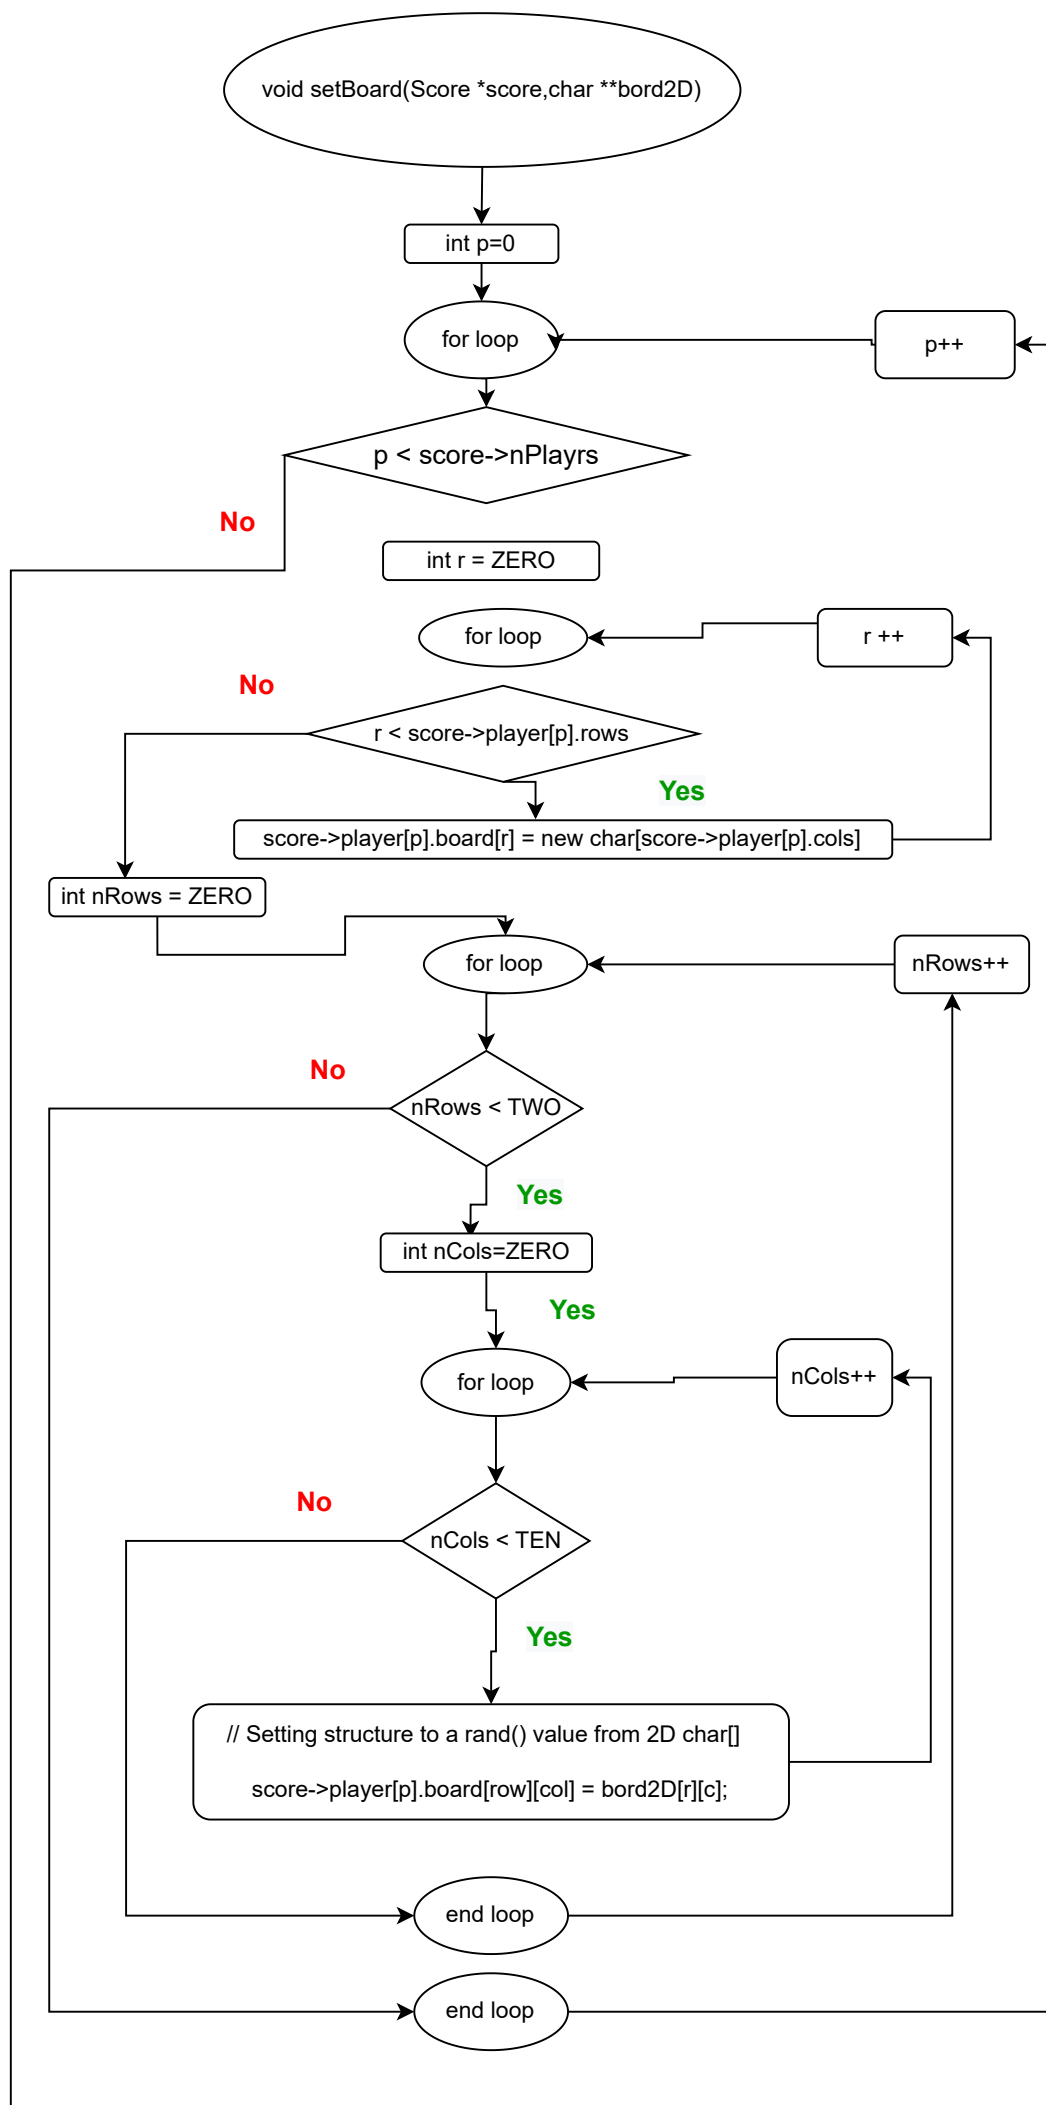 void setBoard(Score *score,char **bord2D)
int p=0
for loop
p++
p < score->nPlayrs
No
int r = ZERO
for loop
r ++
No
r < score->player[p].rows
Yes
score->player[p].board[r] = new char[score->player[p].cols]
int nRows = ZERO
for loop
nRows++
No
nRows < TWO
Yes
int nCols=ZERO
Yes
for loop
nCols++
No
nCols < TEN
Yes
// Setting structure to a rand() value from 2D char[]
score->player[p].board[row][col] = bord2D[r][c];
end loop
end loop